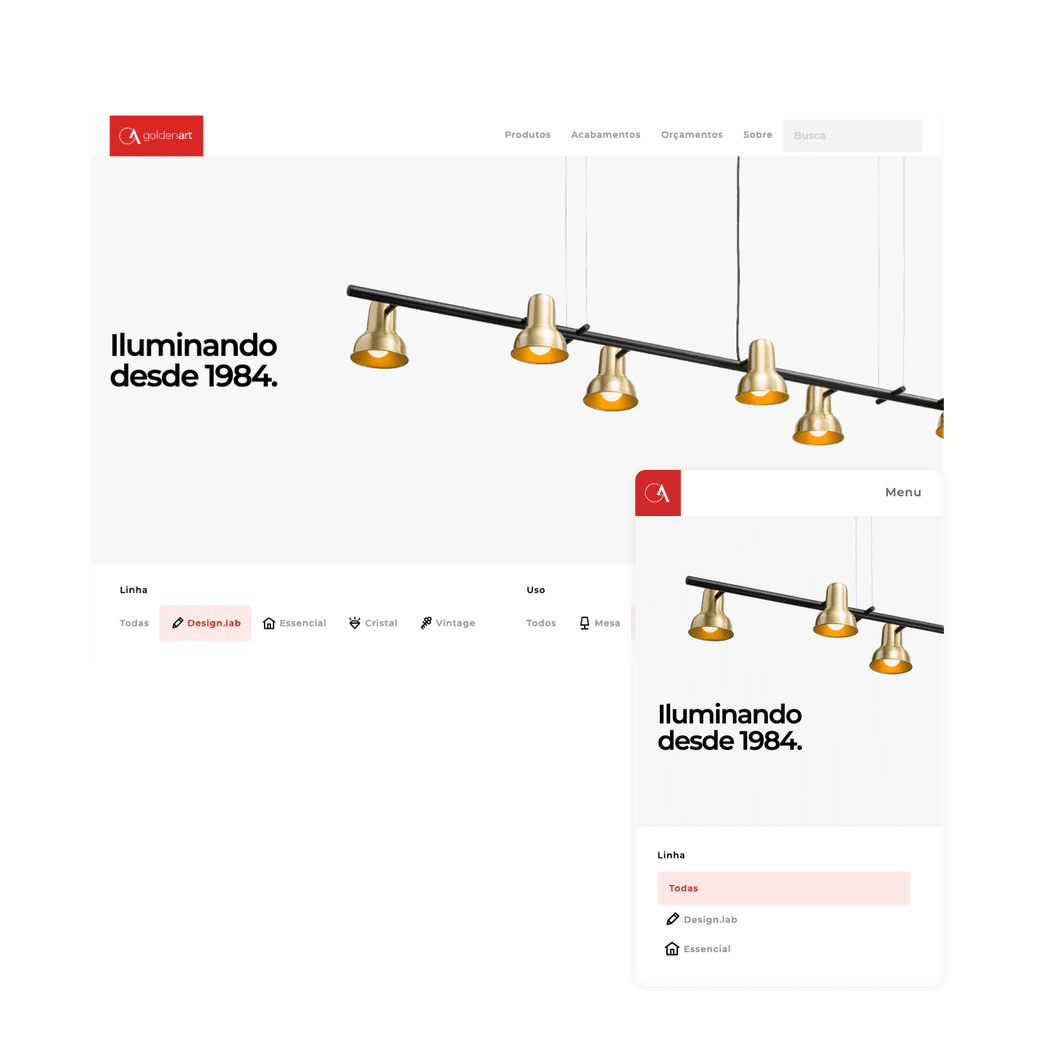 goldenart
Produtos Acabamentos Orçamentos Sobre Busca
Iluminando
desde 1984.
Linha
Todas Design.lab Essencial Cristal Vintage
Uso
Todos Mesa
Menu
Iluminando
desde 1984.
Linha
Todas
Design.lab
Essencial